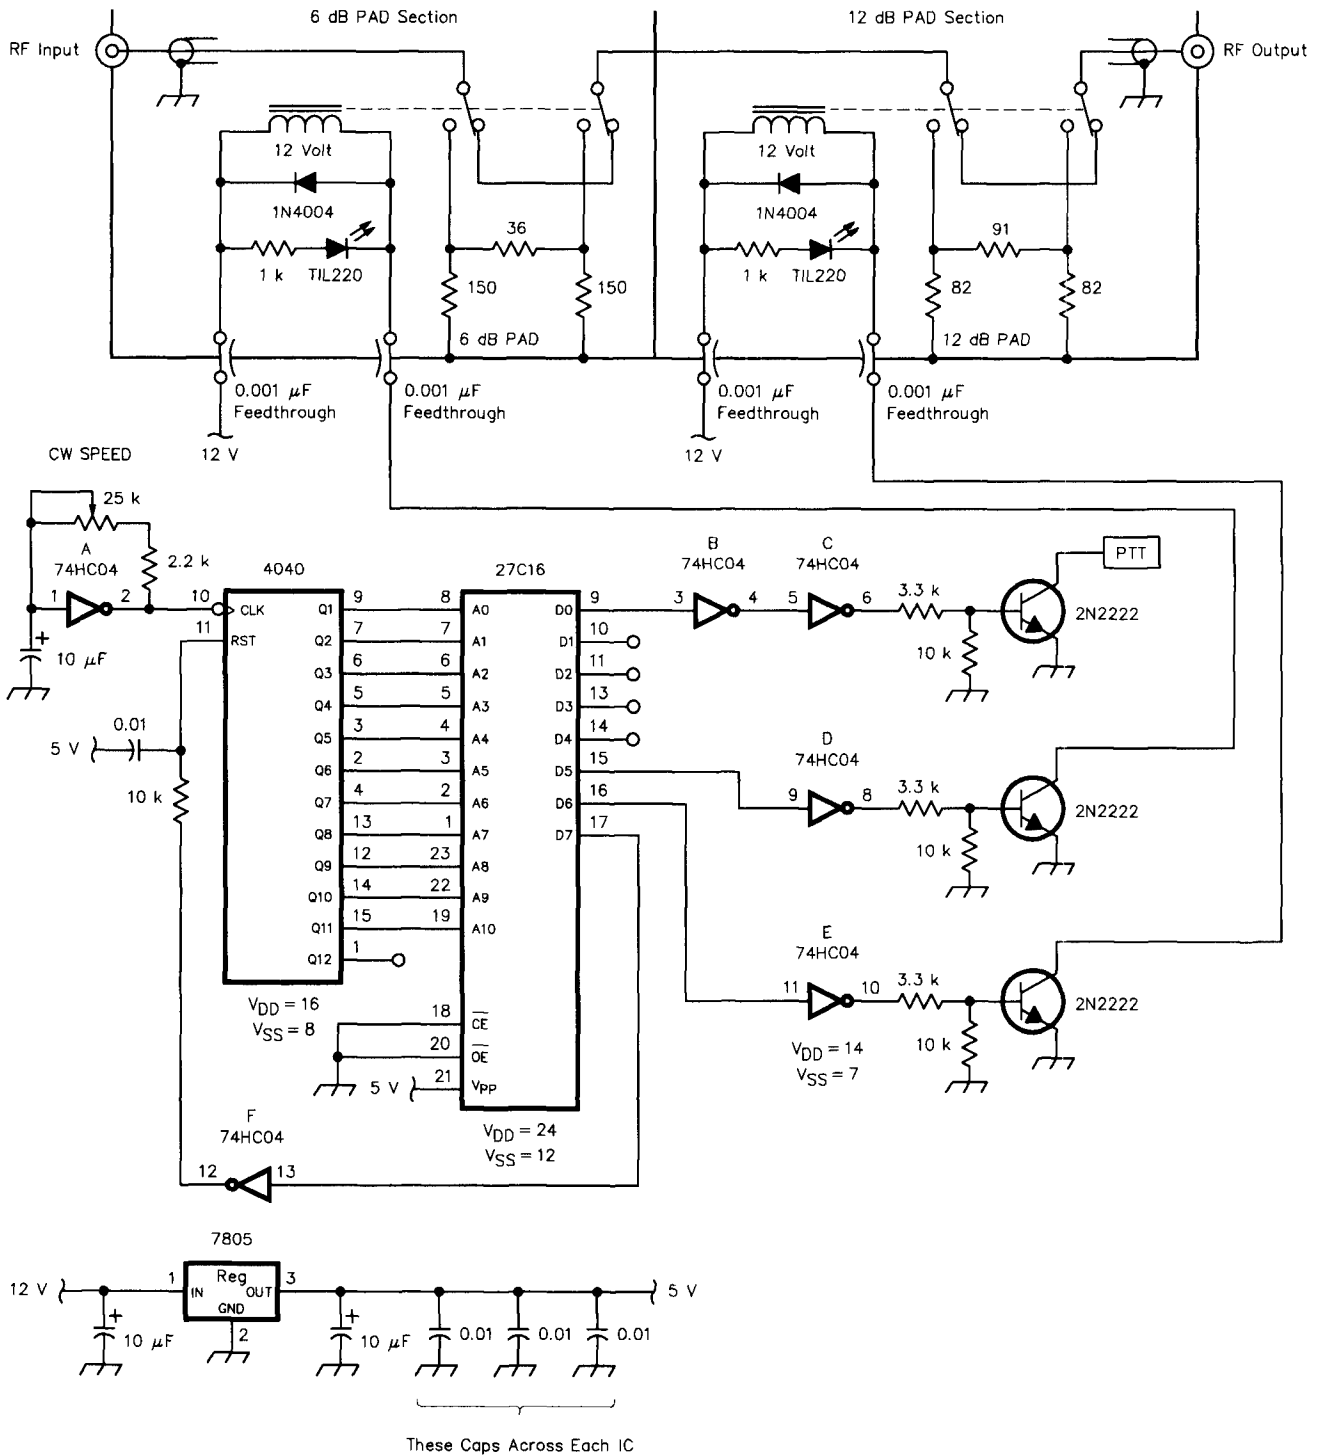 6 dB PAD Section
12 dB PAD Section
RF Input
RF Output
12 Volt
12 Volt
1N4004
1N4004
36
91
1 k
TIL220
150
150
1 k
TIL220
82
82
6 dB PAD
12 dB PAD
0.001 μF
Feedthrough
0.001 μF
Feedthrough
0.001 μF
Feedthrough
0.001 μF
Feedthrough
12 V
12 V
CW SPEED
25 k
A
74HC04
2.2 k
1
2
+
10 μF
4040
10
CLK
11
RST
Q1
9
Q2
7
Q3
6
Q4
5
Q5
3
Q6
2
Q7
4
Q8
13
Q9
12
Q10
14
Q11
15
Q12
1
VDD = 16
VSS = 8
0.01
5 V
10 k
27C16
8
A0
7
A1
6
A2
5
A3
4
A4
3
A5
2
A6
1
A7
23
A8
22
A9
19
A10
18
CE
20
OE
5 V
21
VPP
D0
9
D1
10
D2
11
D3
13
D4
14
D5
15
D6
16
D7
17
VDD = 24
VSS = 12
B
74HC04
3
4
C
74HC04
5
6
3.3 k
10 k
PTT
2N2222
D
74HC04
9
8
3.3 k
10 k
2N2222
E
74HC04
11
10
3.3 k
10 k
2N2222
VDD = 14
VSS = 7
F
74HC04
12
13
7805
12 V
1
Reg
IN
OUT
GND
3
2
5 V
+
10 μF
+
10 μF
0.01
0.01
0.01
These Caps Across Each IC